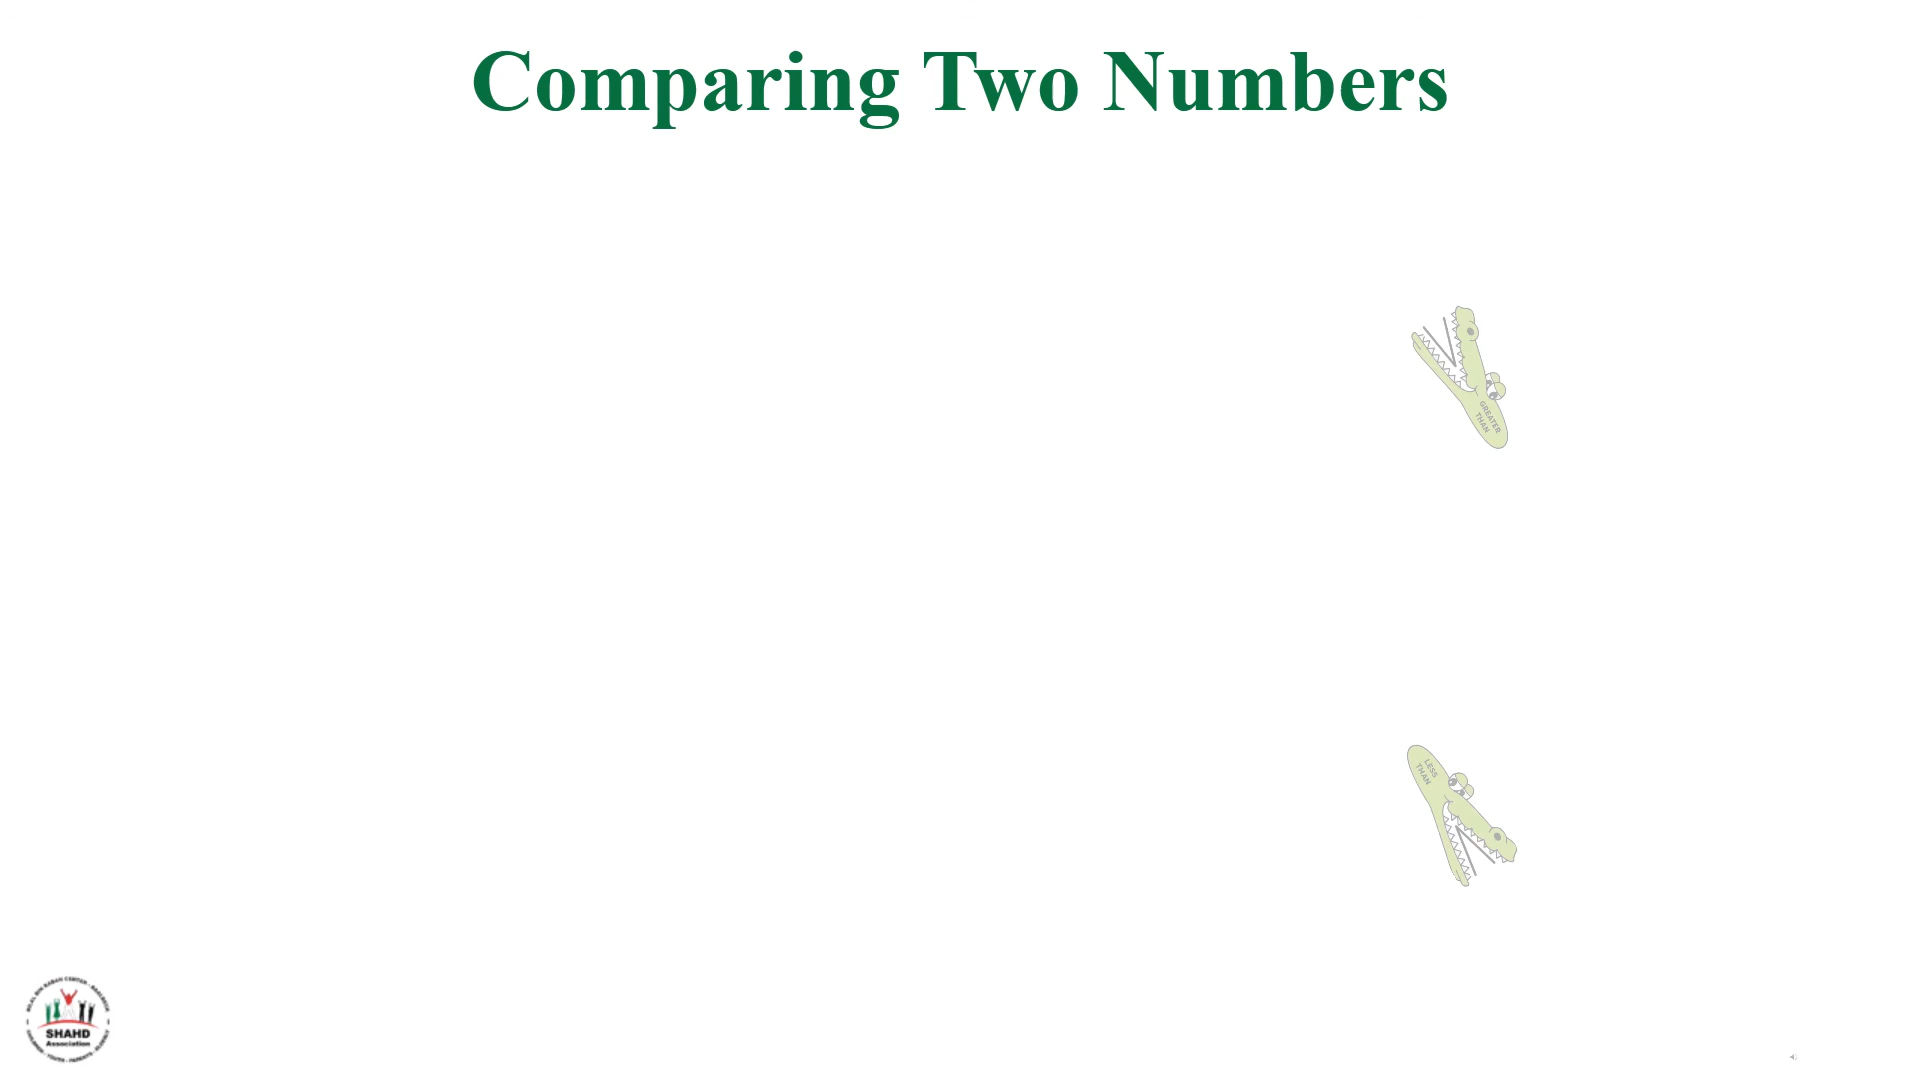 Comparing Two Numbers
GREATER
THAN
LESS
THAN
SHAHD
Association